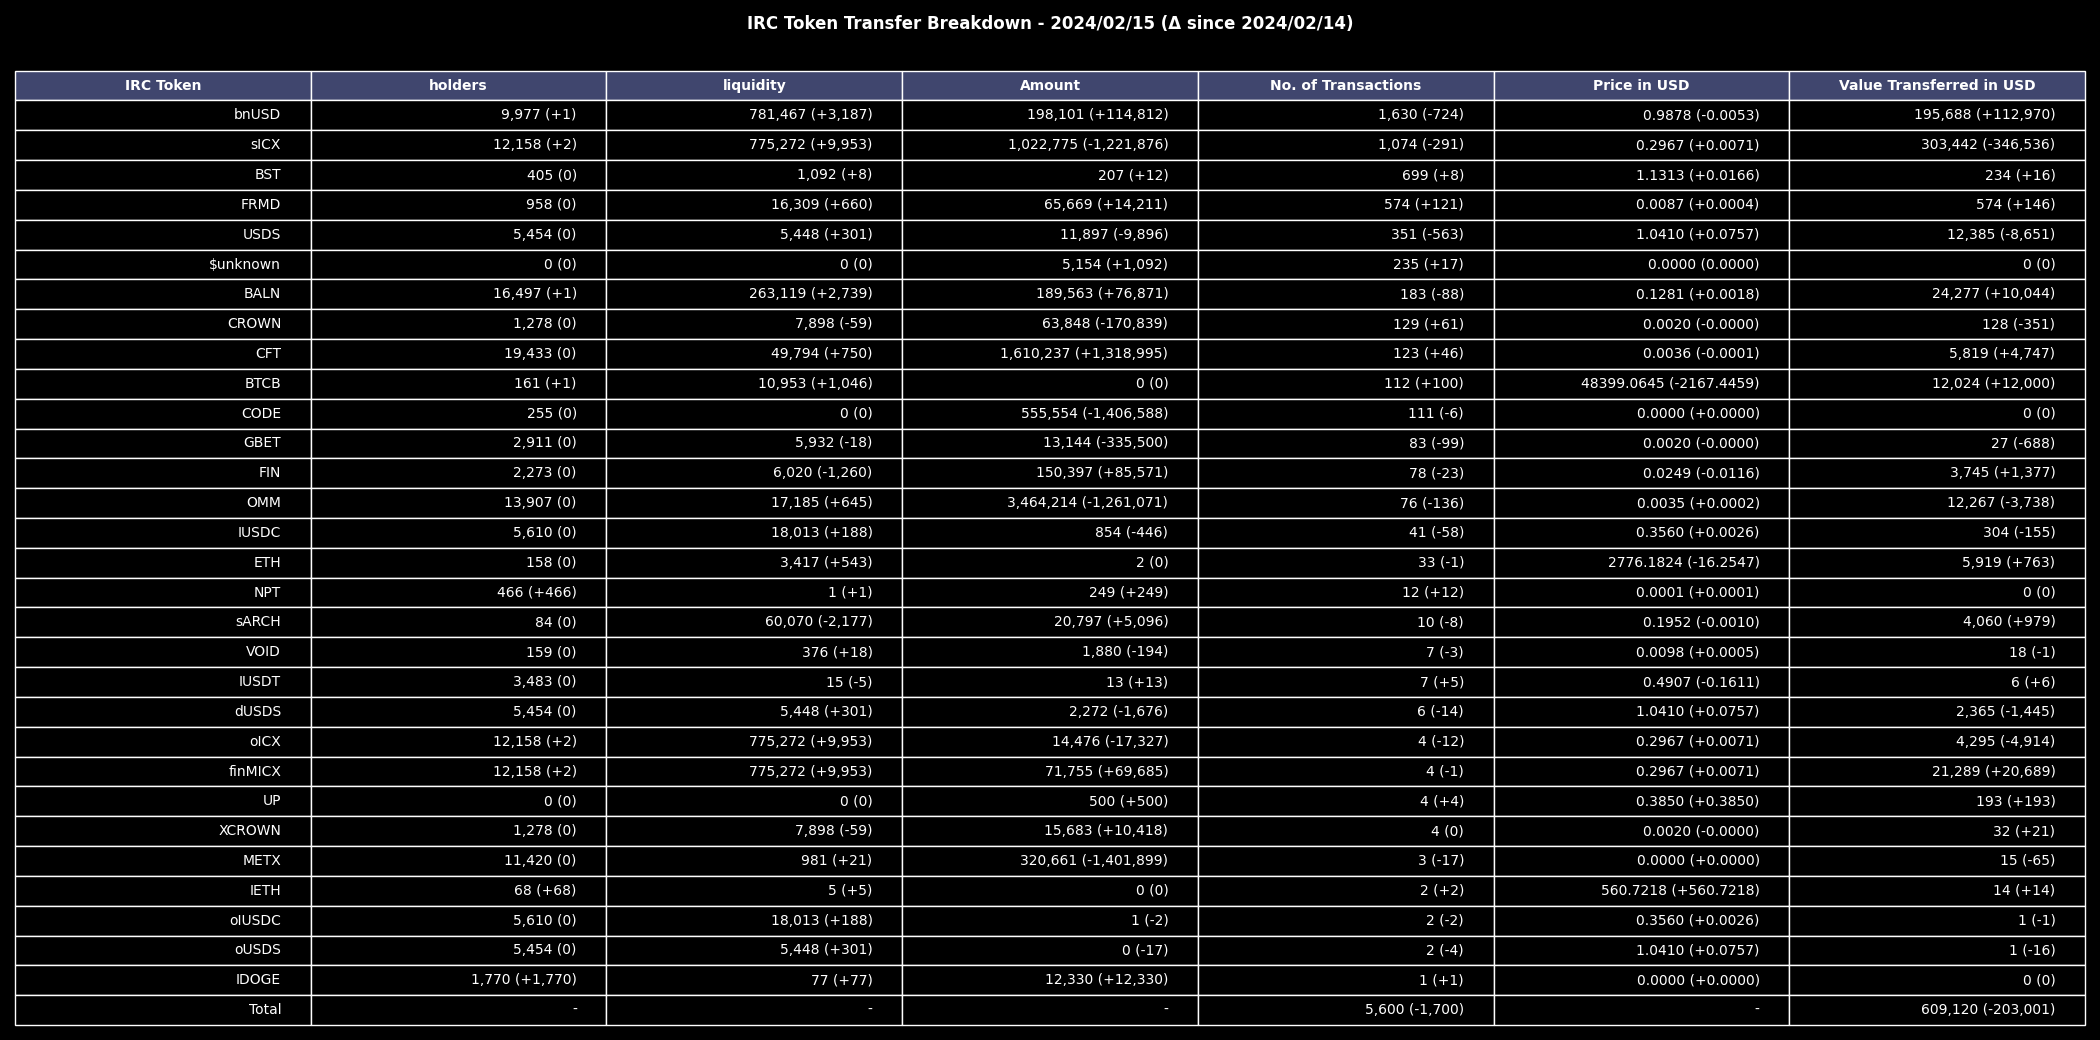 IRC Token Transfer Breakdown - 2024/02/15 (Δ since 2024/02/14)
IRC Token holders liquidity Amount No. of Transactions Price in USD Value Transferred in USD
bnUSD 9,977 (+1) 781,467 (+3,187) 198,101 (+114,812) 1,630 (-724) 0.9878 (-0.0053) 195,688 (+112,970)
sICX 12,158 (+2) 775,272 (+9,953) 1,022,775 (-1,221,876) 1,074 (-291) 0.2967 (+0.0071) 303,442 (-346,536)
BST 405 (0) 1,092 (+8) 207 (+12) 699 (+8) 1.1313 (+0.0166) 234 (+16)
FRMD 958 (0) 16,309 (+660) 65,669 (+14,211) 574 (+121) 0.0087 (+0.0004) 574 (+146)
USDS 5,454 (0) 5,448 (+301) 11,897 (-9,896) 351 (-563) 1.0410 (+0.0757) 12,385 (-8,651)
$unknown 0 (0) 0 (0) 5,154 (+1,092) 235 (+17) 0.0000 (0.0000) 0 (0)
BALN 16,497 (+1) 263,119 (+2,739) 189,563 (+76,871) 183 (-88) 0.1281 (+0.0018) 24,277 (+10,044)
CROWN 1,278 (0) 7,898 (-59) 63,848 (-170,839) 129 (+61) 0.0020 (-0.0000) 128 (-351)
CFT 19,433 (0) 49,794 (+750) 1,610,237 (+1,318,995) 123 (+46) 0.0036 (-0.0001) 5,819 (+4,747)
BTCB 161 (+1) 10,953 (+1,046) 0 (0) 112 (+100) 48399.0645 (-2167.4459) 12,024 (+12,000)
CODE 255 (0) 0 (0) 555,554 (-1,406,588) 111 (-6) 0.0000 (+0.0000) 0 (0)
GBET 2,911 (0) 5,932 (-18) 13,144 (-335,500) 83 (-99) 0.0020 (-0.0000) 27 (-688)
FIN 2,273 (0) 6,020 (-1,260) 150,397 (+85,571) 78 (-23) 0.0249 (-0.0116) 3,745 (+1,377)
OMM 13,907 (0) 17,185 (+645) 3,464,214 (-1,261,071) 76 (-136) 0.0035 (+0.0002) 12,267 (-3,738)
IUSDC 5,610 (0) 18,013 (+188) 854 (-446) 41 (-58) 0.3560 (+0.0026) 304 (-155)
ETH 158 (0) 3,417 (+543) 2 (0) 33 (-1) 2776.1824 (-16.2547) 5,919 (+763)
NPT 466 (+466) 1 (+1) 249 (+249) 12 (+12) 0.0001 (+0.0001) 0 (0)
sARCH 84 (0) 60,070 (-2,177) 20,797 (+5,096) 10 (-8) 0.1952 (-0.0010) 4,060 (+979)
VOID 159 (0) 376 (+18) 1,880 (-194) 7 (-3) 0.0098 (+0.0005) 18 (-1)
IUSDT 3,483 (0) 15 (-5) 13 (+13) 7 (+5) 0.4907 (-0.1611) 6 (+6)
dUSDS 5,454 (0) 5,448 (+301) 2,272 (-1,676) 6 (-14) 1.0410 (+0.0757) 2,365 (-1,445)
oICX 12,158 (+2) 775,272 (+9,953) 14,476 (-17,327) 4 (-12) 0.2967 (+0.0071) 4,295 (-4,914)
finMICX 12,158 (+2) 775,272 (+9,953) 71,755 (+69,685) 4 (-1) 0.2967 (+0.0071) 21,289 (+20,689)
UP 0 (0) 0 (0) 500 (+500) 4 (+4) 0.3850 (+0.3850) 193 (+193)
XCROWN 1,278 (0) 7,898 (-59) 15,683 (+10,418) 4 (0) 0.0020 (-0.0000) 32 (+21)
METX 11,420 (0) 981 (+21) 320,661 (-1,401,899) 3 (-17) 0.0000 (+0.0000) 15 (-65)
IETH 68 (+68) 5 (+5) 0 (0) 2 (+2) 560.7218 (+560.7218) 14 (+14)
oIUSDC 5,610 (0) 18,013 (+188) 1 (-2) 2 (-2) 0.3560 (+0.0026) 1 (-1)
oUSDS 5,454 (0) 5,448 (+301) 0 (-17) 2 (-4) 1.0410 (+0.0757) 1 (-16)
IDOGE 1,770 (+1,770) 77 (+77) 12,330 (+12,330) 1 (+1) 0.0000 (+0.0000) 0 (0)
Total - - - 5,600 (-1,700) - 609,120 (-203,001)